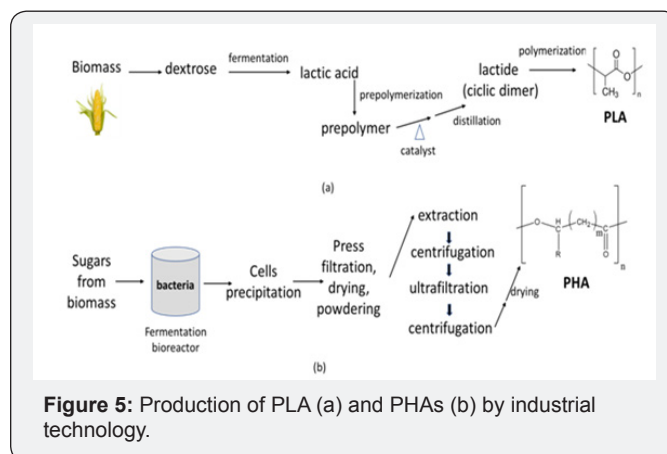 Biomass dextrose fermentation lactic acid
prepolymerization
prepolymer catalyst distillation
lactide
(ciclic dimer)
polymerization
O
O
CH₃
n
PLA
(a)
Sugars
from
biomass
bacteria
Fermentation
bioreactor
Cells
precipitation
Press
filtration,
drying,
powdering
extraction
centrifugation
ultrafiltration
centrifugation
drying
O
H
C
R
(CH₂)
m
C
O
n
PHA
(b)
Figure 5: Production of PLA (a) and PHAs (b) by industrial
technology.